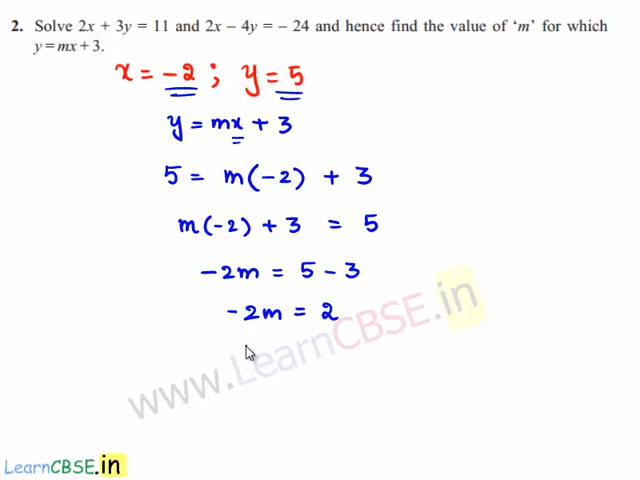 2. Solve 2x + 3y = 11 and 2x – 4y = – 24 and hence find the value of ‘m’ for which
y = mx + 3.
x = -2 ; y = 5
y = mx + 3
5 = m(-2) + 3
m(-2) + 3 = 5
-2m = 5 - 3
-2m = 2
www.LearnCBSE.in
LearnCBSE.in